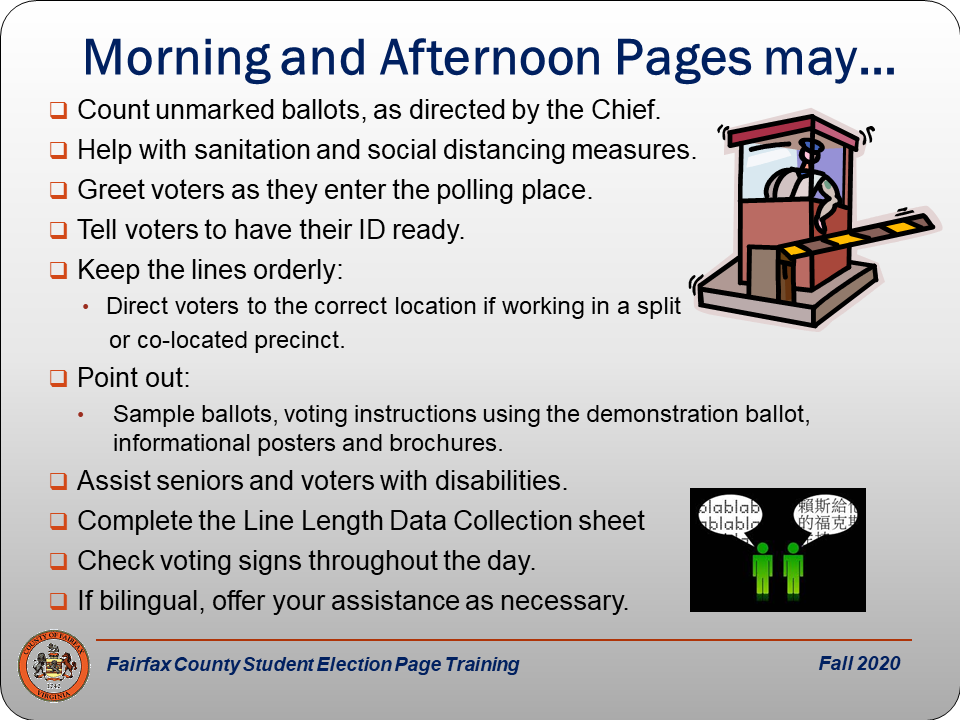 Morning and Afternoon Pages may...
Count unmarked ballots, as directed by the Chief.
Help with sanitation and social distancing measures.
Greet voters as they enter the polling place.
Tell voters to have their ID ready.
Keep the lines orderly:
• Direct voters to the correct location if working in a split
or co-located precinct.
Point out:
• Sample ballots, voting instructions using the demonstration ballot,
informational posters and brochures.
Assist seniors and voters with disabilities.
Complete the Line Length Data Collection sheet
Check voting signs throughout the day.
If bilingual, offer your assistance as necessary.
blablab
ablabla
賴斯給
的福克斯
COUNTY OF FAIRFAX
1742
VIRGINIA
Fairfax County Student Election Page Training
Fall 2020